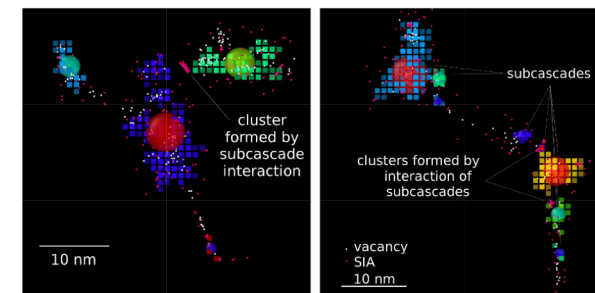 cluster
formed by
subcascade
interaction
10 nm
subcascades
clusters formed by
interaction of
subcascades
vacancy
SIA
10 nm